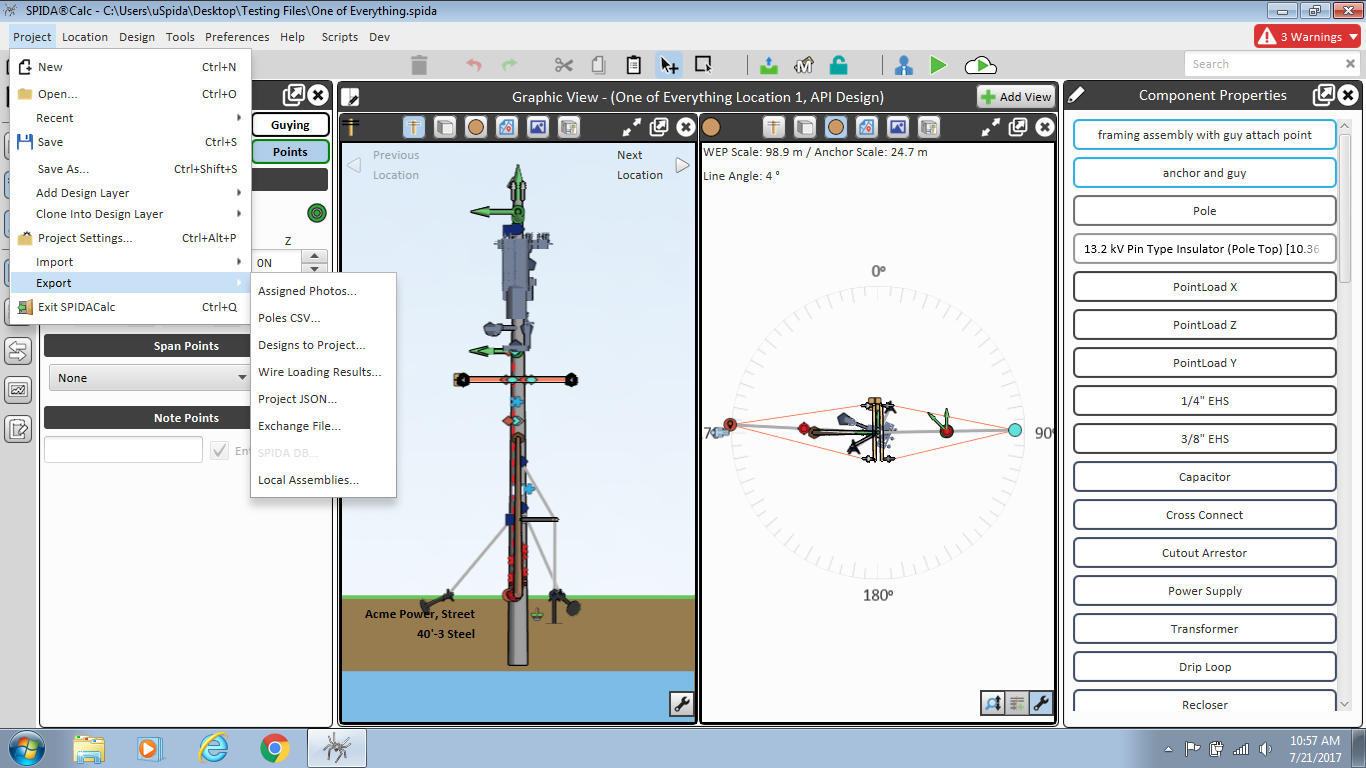 SPIDA®Calc - C:\Users\uSpida\Desktop\Testing Files\One of Everything.spida
Project Location Design Tools Preferences Help Scripts Dev
3 Warnings
Search
New Ctrl+N
Open... Ctrl+O
Recent
Save Ctrl+S
Save As... Ctrl+Shift+S
Add Design Layer
Clone Into Design Layer
Project Settings... Ctrl+Alt+P
Import
Export
Exit SPIDACalc Ctrl+Q
Assigned Photos...
Poles CSV...
Designs to Project...
Wire Loading Results...
Project JSON...
Exchange File...
SPIDA DB...
Local Assemblies...
Guying
Points
Z
0N
Span Points
None
Note Points
Graphic View - (One of Everything Location 1, API Design)
Add View
Previous
Location
Next
Location
Acme Power, Street
40'-3 Steel
WEP Scale: 98.9 m / Anchor Scale: 24.7 m
Line Angle: 4 °
0º
90º
180º
Component Properties
framing assembly with guy attach point
anchor and guy
Pole
13.2 kV Pin Type Insulator (Pole Top) [10.36
PointLoad X
PointLoad Z
PointLoad Y
1/4" EHS
3/8" EHS
Capacitor
Cross Connect
Cutout Arrestor
Power Supply
Transformer
Drip Loop
Recloser
10:57 AM
7/21/2017